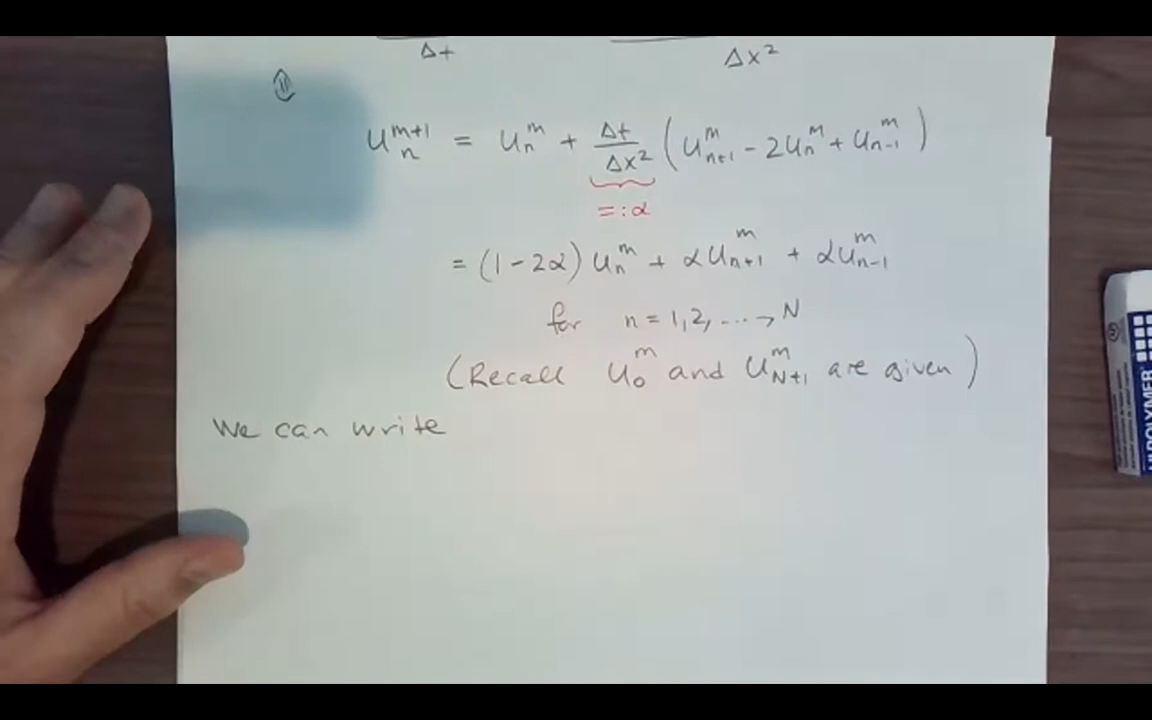 Δt Δx²
⇕
u_n^{m+1} = u_n^m + Δt/Δx² (u_{n+1}^m - 2u_n^m + u_{n-1}^m)
=: α
= (1-2α) u_n^m + α u_{n+1}^m + α u_{n-1}^m
for n = 1,2, ..., N
(Recall u_0^m and u_{N+1}^m are given)
We can write
POLYMER